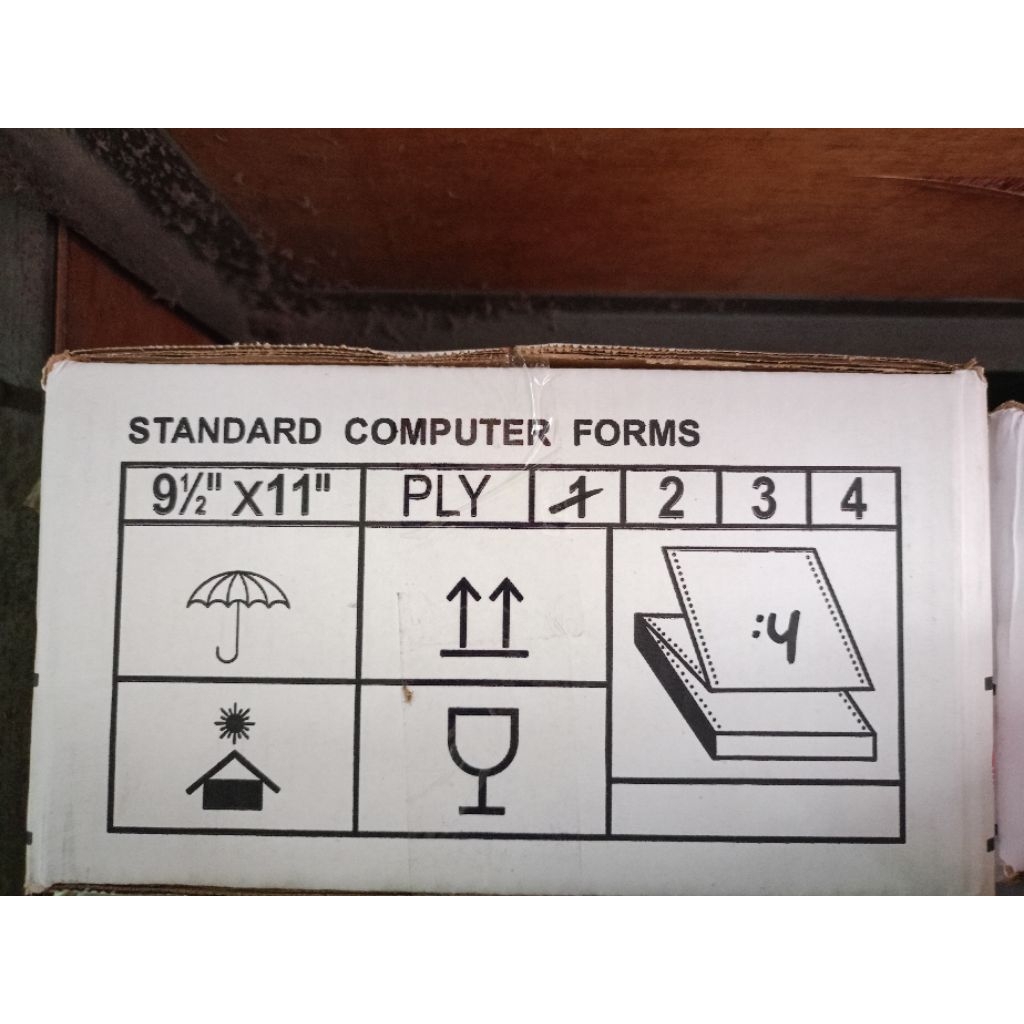 STANDARD COMPUTER FORMS
9½" X11" PLY 1 2 3 4
:4